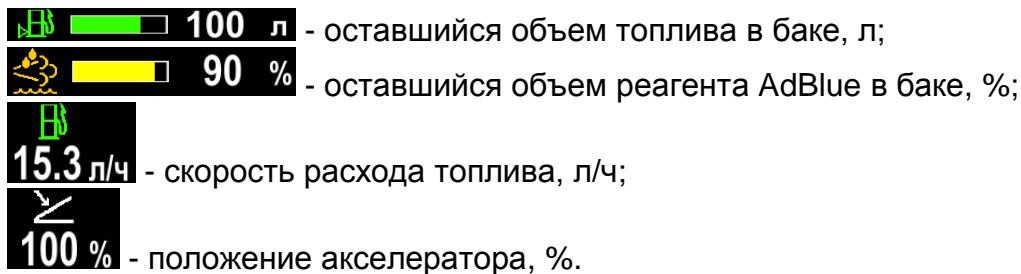 100 л - оставшийся объем топлива в баке, л;
90 % - оставшийся объем реагента AdBlue в баке, %;
15.3 л/ч - скорость расхода топлива, л/ч;
100 % - положение акселератора, %.